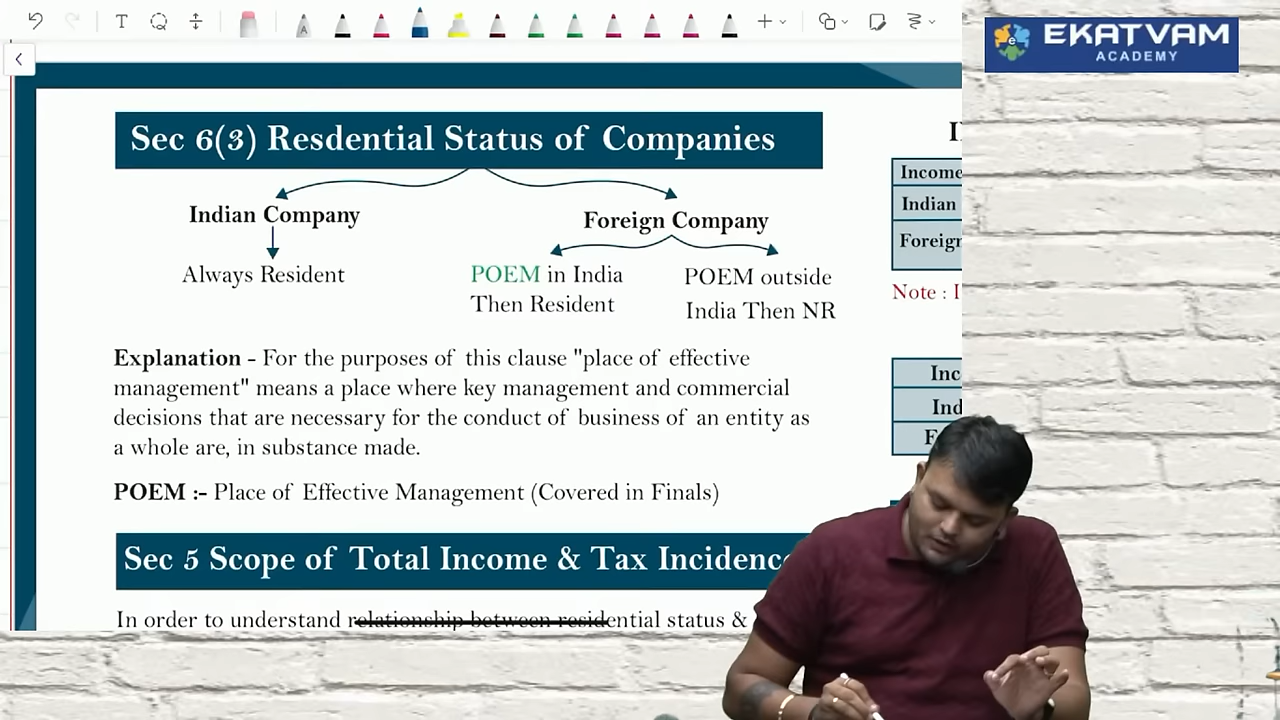 EKATVAM
ACADEMY
Sec 6(3) Resdential Status of Companies
Indian Company
Foreign Company
Always Resident
POEM in India
Then Resident
POEM outside
India Then NR
Explanation - For the purposes of this clause "place of effective
management" means a place where key management and commercial
decisions that are necessary for the conduct of business of an entity as
a whole are, in substance made.
POEM :- Place of Effective Management (Covered in Finals)
Sec 5 Scope of Total Income & Tax Incidence
In order to understand relationship between residential status &
Income
Indian
Foreign
Note : I
Inc
Ind